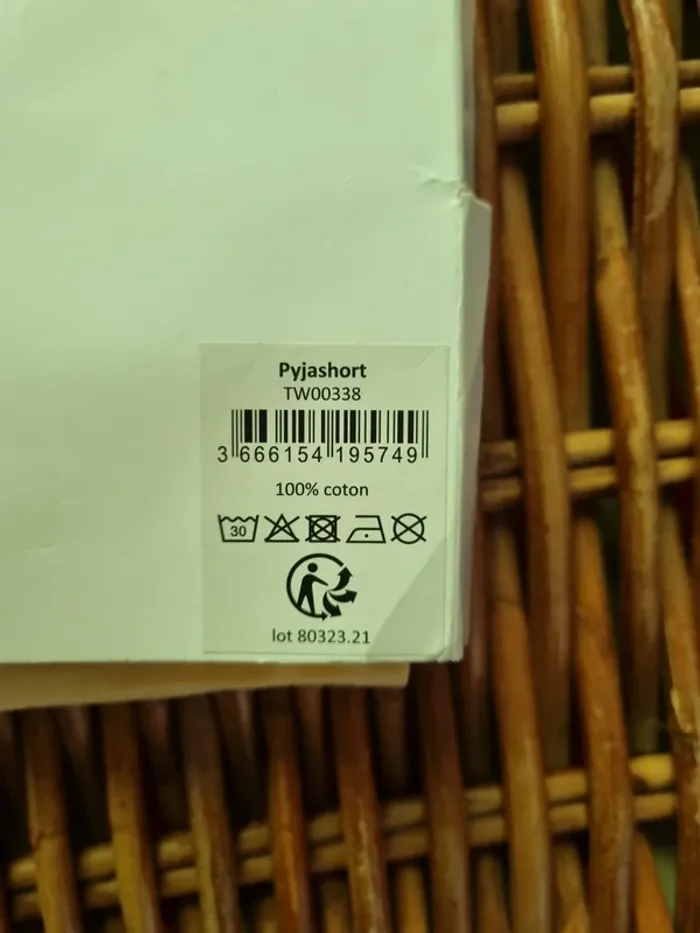 Pyjashort
TW00338
3 666154 195749
100% coton
30
lot 80323.21